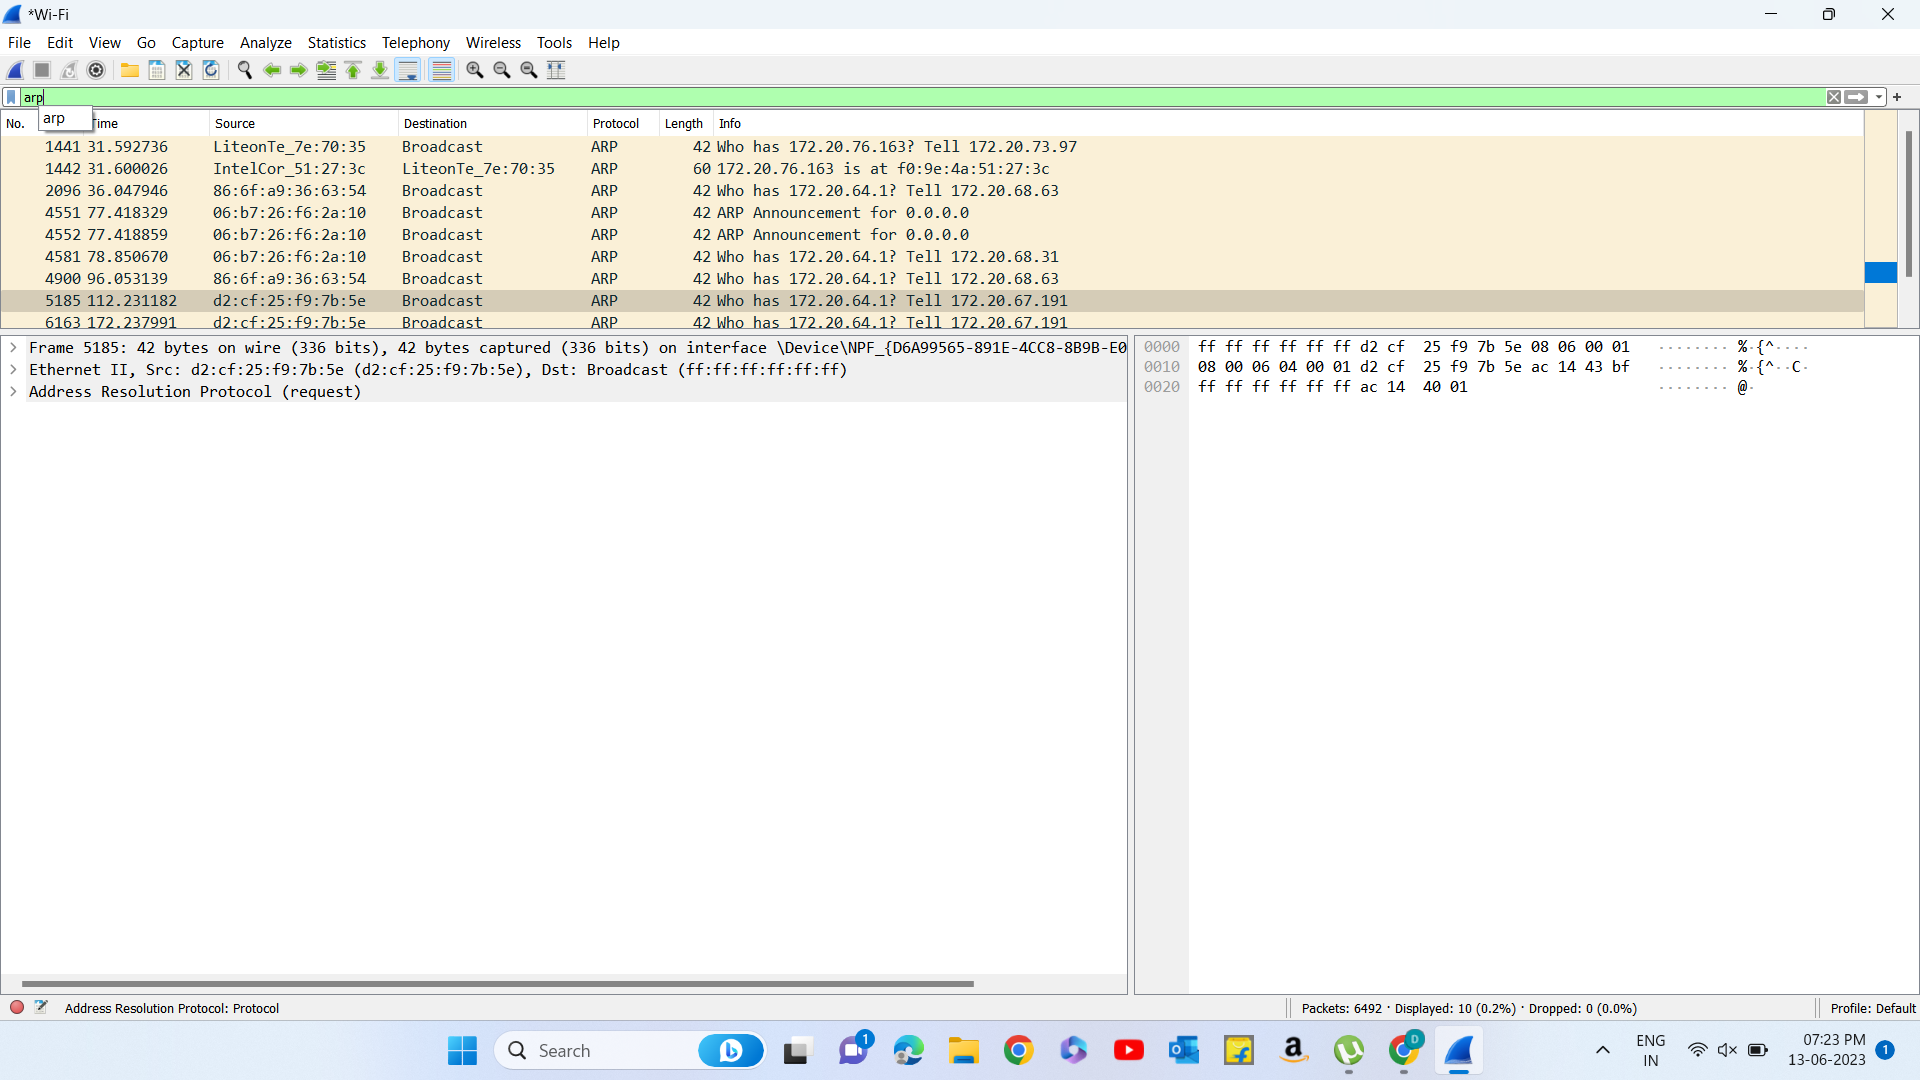 *Wi-Fi
File Edit View Go Capture Analyze Statistics Telephony Wireless Tools Help
arp
arp
No. Time Source Destination Protocol Length Info
1441 31.592736 LiteonTe_7e:70:35 Broadcast ARP 42 Who has 172.20.76.163? Tell 172.20.73.97
1442 31.600026 IntelCor_51:27:3c LiteonTe_7e:70:35 ARP 60 172.20.76.163 is at f0:9e:4a:51:27:3c
2096 36.047946 86:6f:a9:36:63:54 Broadcast ARP 42 Who has 172.20.64.1? Tell 172.20.68.63
4551 77.418329 06:b7:26:f6:2a:10 Broadcast ARP 42 ARP Announcement for 0.0.0.0
4552 77.418859 06:b7:26:f6:2a:10 Broadcast ARP 42 ARP Announcement for 0.0.0.0
4581 78.850670 06:b7:26:f6:2a:10 Broadcast ARP 42 Who has 172.20.64.1? Tell 172.20.68.31
4900 96.053139 86:6f:a9:36:63:54 Broadcast ARP 42 Who has 172.20.64.1? Tell 172.20.68.63
5185 112.231182 d2:cf:25:f9:7b:5e Broadcast ARP 42 Who has 172.20.64.1? Tell 172.20.67.191
6163 172.237991 d2:cf:25:f9:7b:5e Broadcast ARP 42 Who has 172.20.64.1? Tell 172.20.67.191
Frame 5185: 42 bytes on wire (336 bits), 42 bytes captured (336 bits) on interface \Device\NPF_{D6A99565-891E-4CC8-8B9B-E0
Ethernet II, Src: d2:cf:25:f9:7b:5e (d2:cf:25:f9:7b:5e), Dst: Broadcast (ff:ff:ff:ff:ff:ff)
Address Resolution Protocol (request)
0000 ff ff ff ff ff ff d2 cf 25 f9 7b 5e 08 06 00 01 ········ %·{^····
0010 08 00 06 04 00 01 d2 cf 25 f9 7b 5e ac 14 43 bf ········ %·{^··C·
0020 ff ff ff ff ff ff ac 14 40 01 ········ @·
Address Resolution Protocol: Protocol
Packets: 6492 · Displayed: 10 (0.2%) · Dropped: 0 (0.0%)
Profile: Default
Search
1
D
ENG
IN
07:23 PM
13-06-2023
1